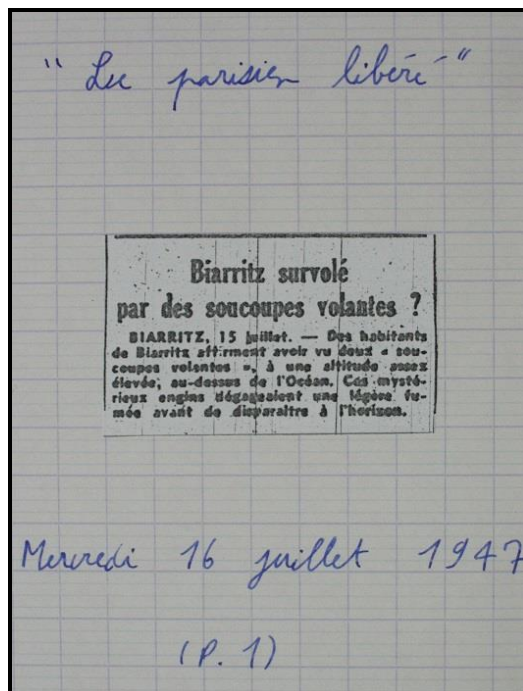 " Le parisien libéré "
Biarritz survolé
par des soucoupes volantes ?
BIARRITZ, 15 juillet. — Des habitants
de Biarritz affirment avoir vu deux « sou-
coupes volantes », à une altitude assez
élevée, au-dessus de l'Océan. Ces mysté-
rieux engins dégageaient une légère fu-
mée avant de disparaître à l'horizon.
Mercredi 16 juillet 1947
(P. 1)